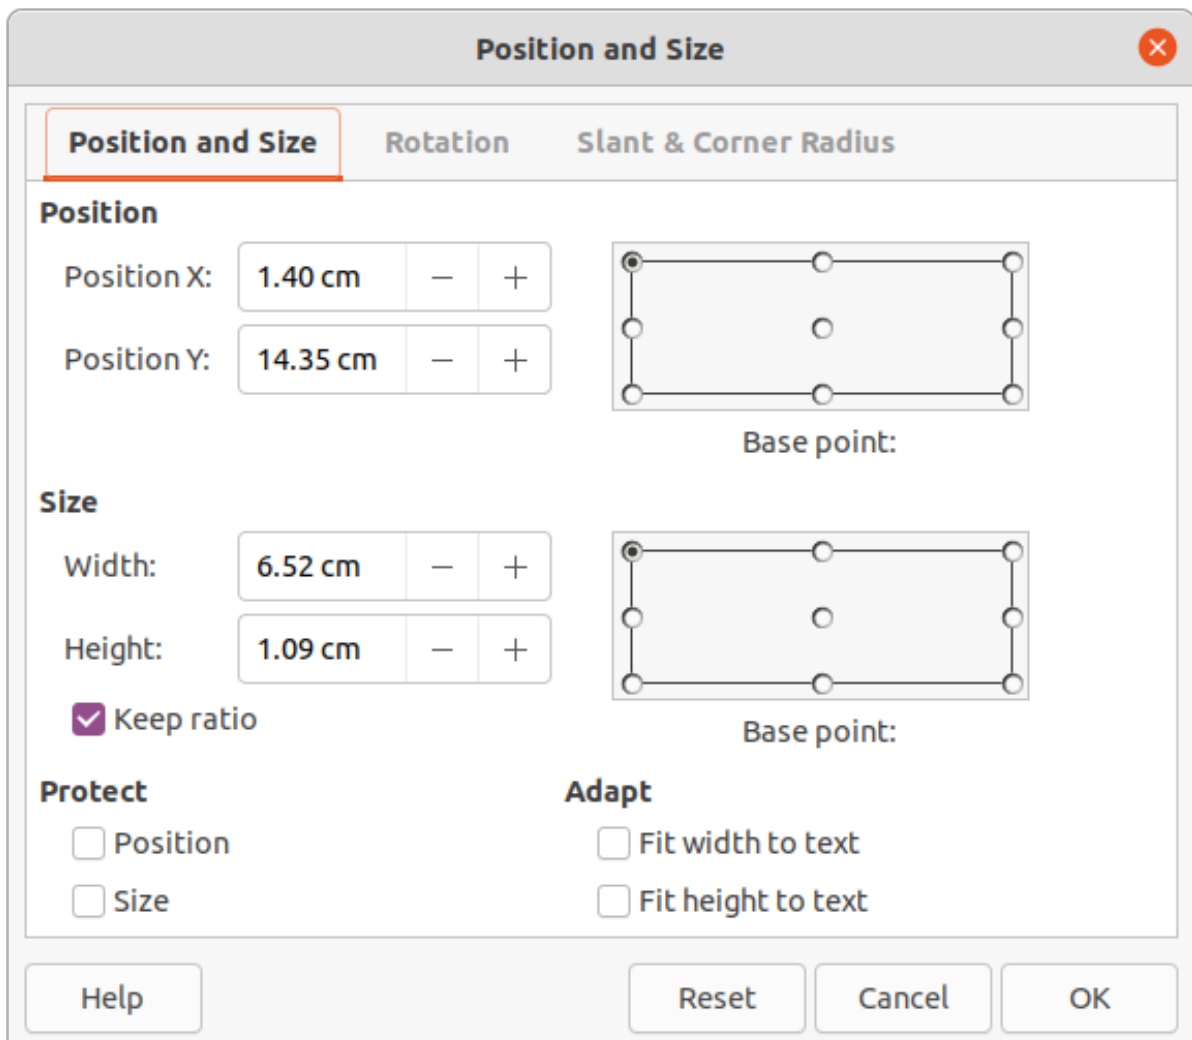 Position and Size
Position and Size Rotation Slant & Corner Radius
Position
Position X: 1.40 cm − +
Position Y: 14.35 cm − +
Base point:
Size
Width: 6.52 cm − +
Height: 1.09 cm − +
Keep ratio
Base point:
Protect Adapt
Position Fit width to text
Size Fit height to text
Help Reset Cancel OK